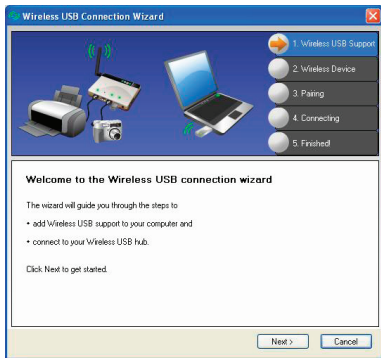 Wireless USB Connection Wizard
1. Wireless USB Support
2. Wireless Device
3. Pairing
4. Connecting
5. Finished!
Welcome to the Wireless USB connection wizard
The wizard will guide you through the steps to
• add Wireless USB support to your computer and
• connect to your Wireless USB hub.
Click Next to get started.
Next >
Cancel